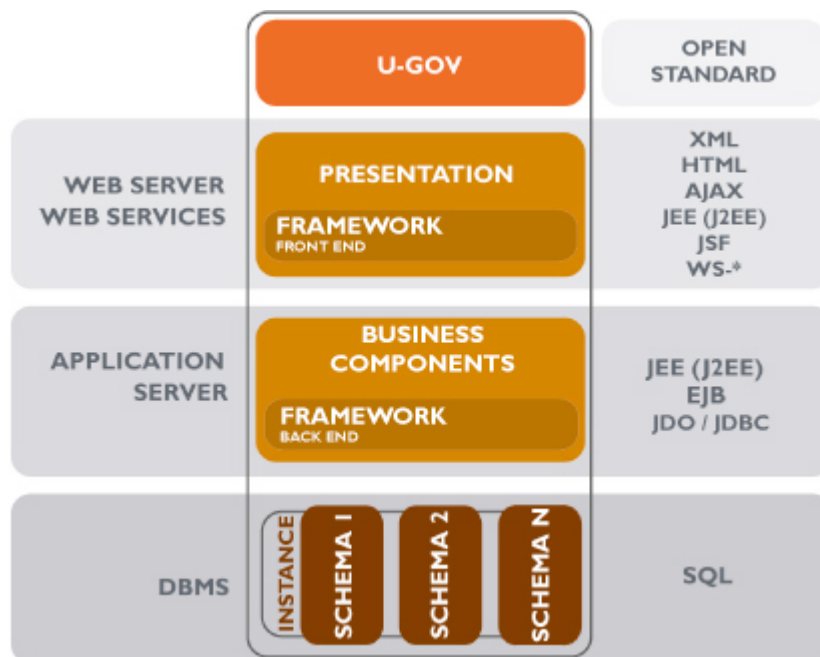 U-GOV
OPEN
STANDARD
WEB SERVER
WEB SERVICES
PRESENTATION
FRAMEWORK
FRONT END
XML
HTML
AJAX
JEE (J2EE)
JSF
WS-*
APPLICATION
SERVER
BUSINESS
COMPONENTS
FRAMEWORK
BACK END
JEE (J2EE)
EJB
JDO / JDBC
DBMS
INSTANCE
SCHEMA 1
SCHEMA 2
SCHEMA N
SQL